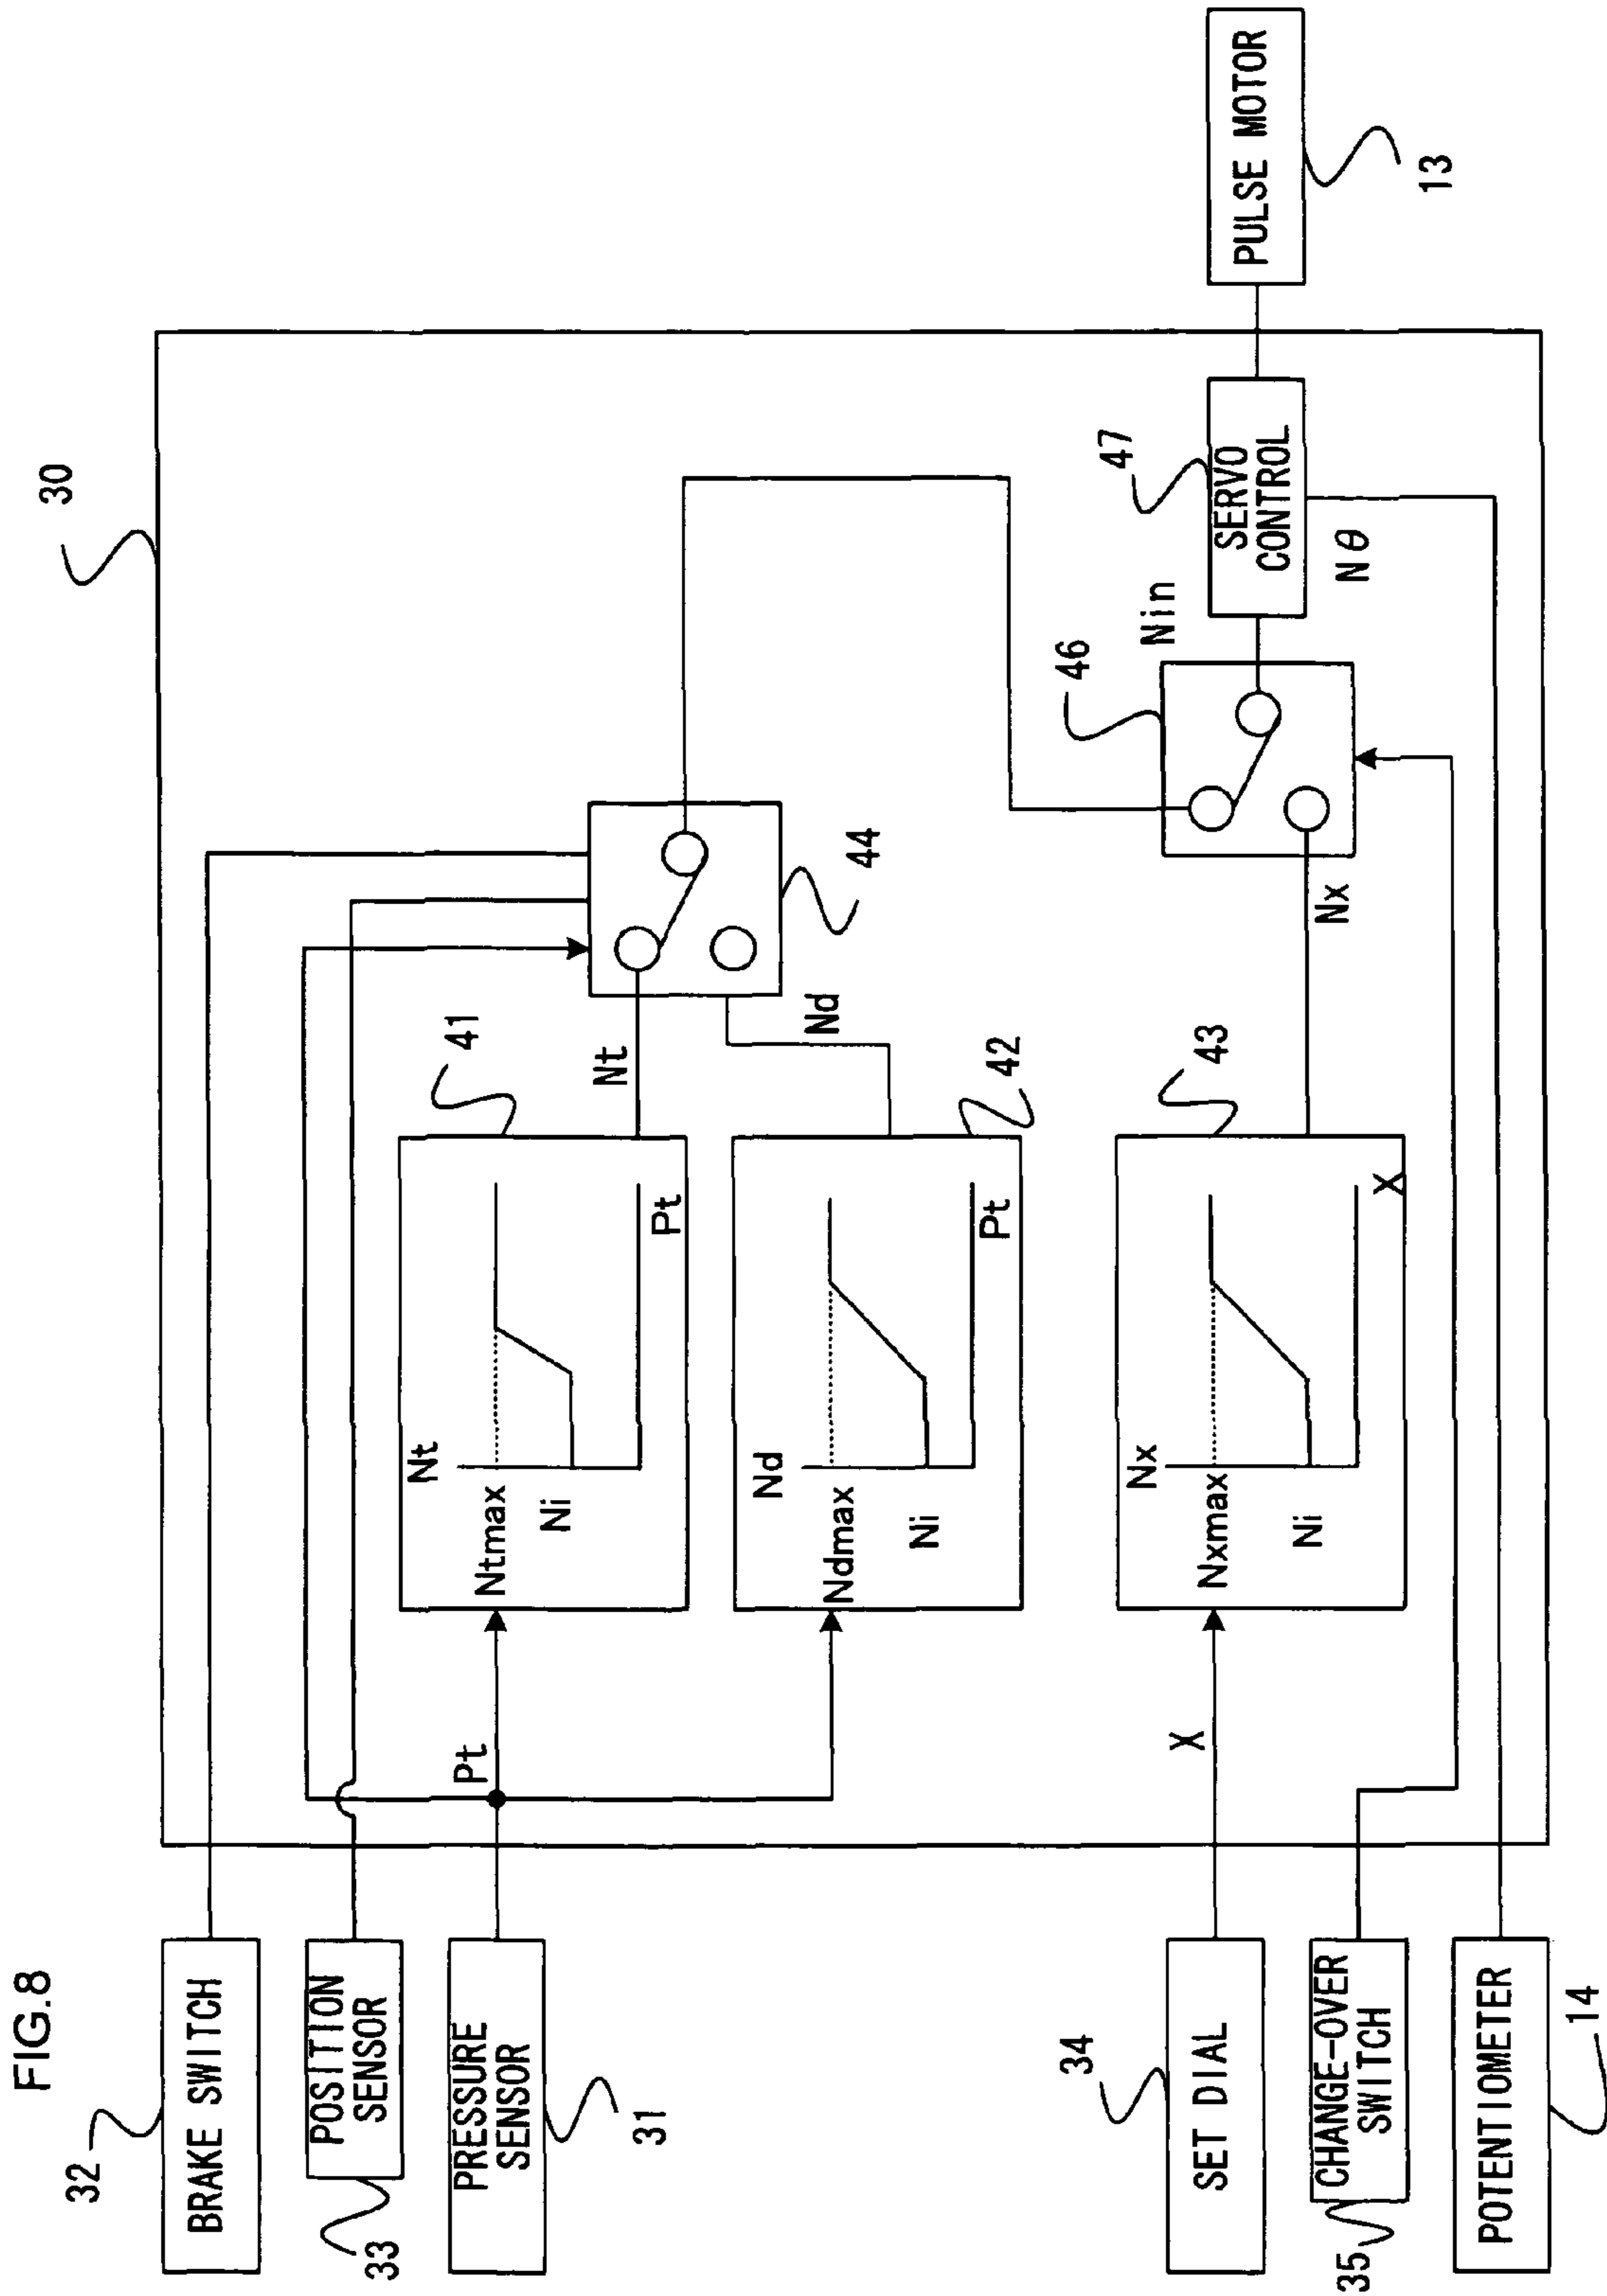 FIG.8
30
32
BRAKE SWITCH
33
POSITION
SENSOR
31
PRESSURE
SENSOR
Pt
41
Nt
Ntmax
Ni
Pt
Nt
42
Nd
Ndmax
Ni
Pt
Nd
44
34
SET DIAL
X
43
Nx
Nxmax
Ni
X
Nx
46
Nin
47
SERVO
CONTROL
Nθ
PULSE MOTOR
13
35
CHANGE-OVER
SWITCH
POTENTIOMETER
14